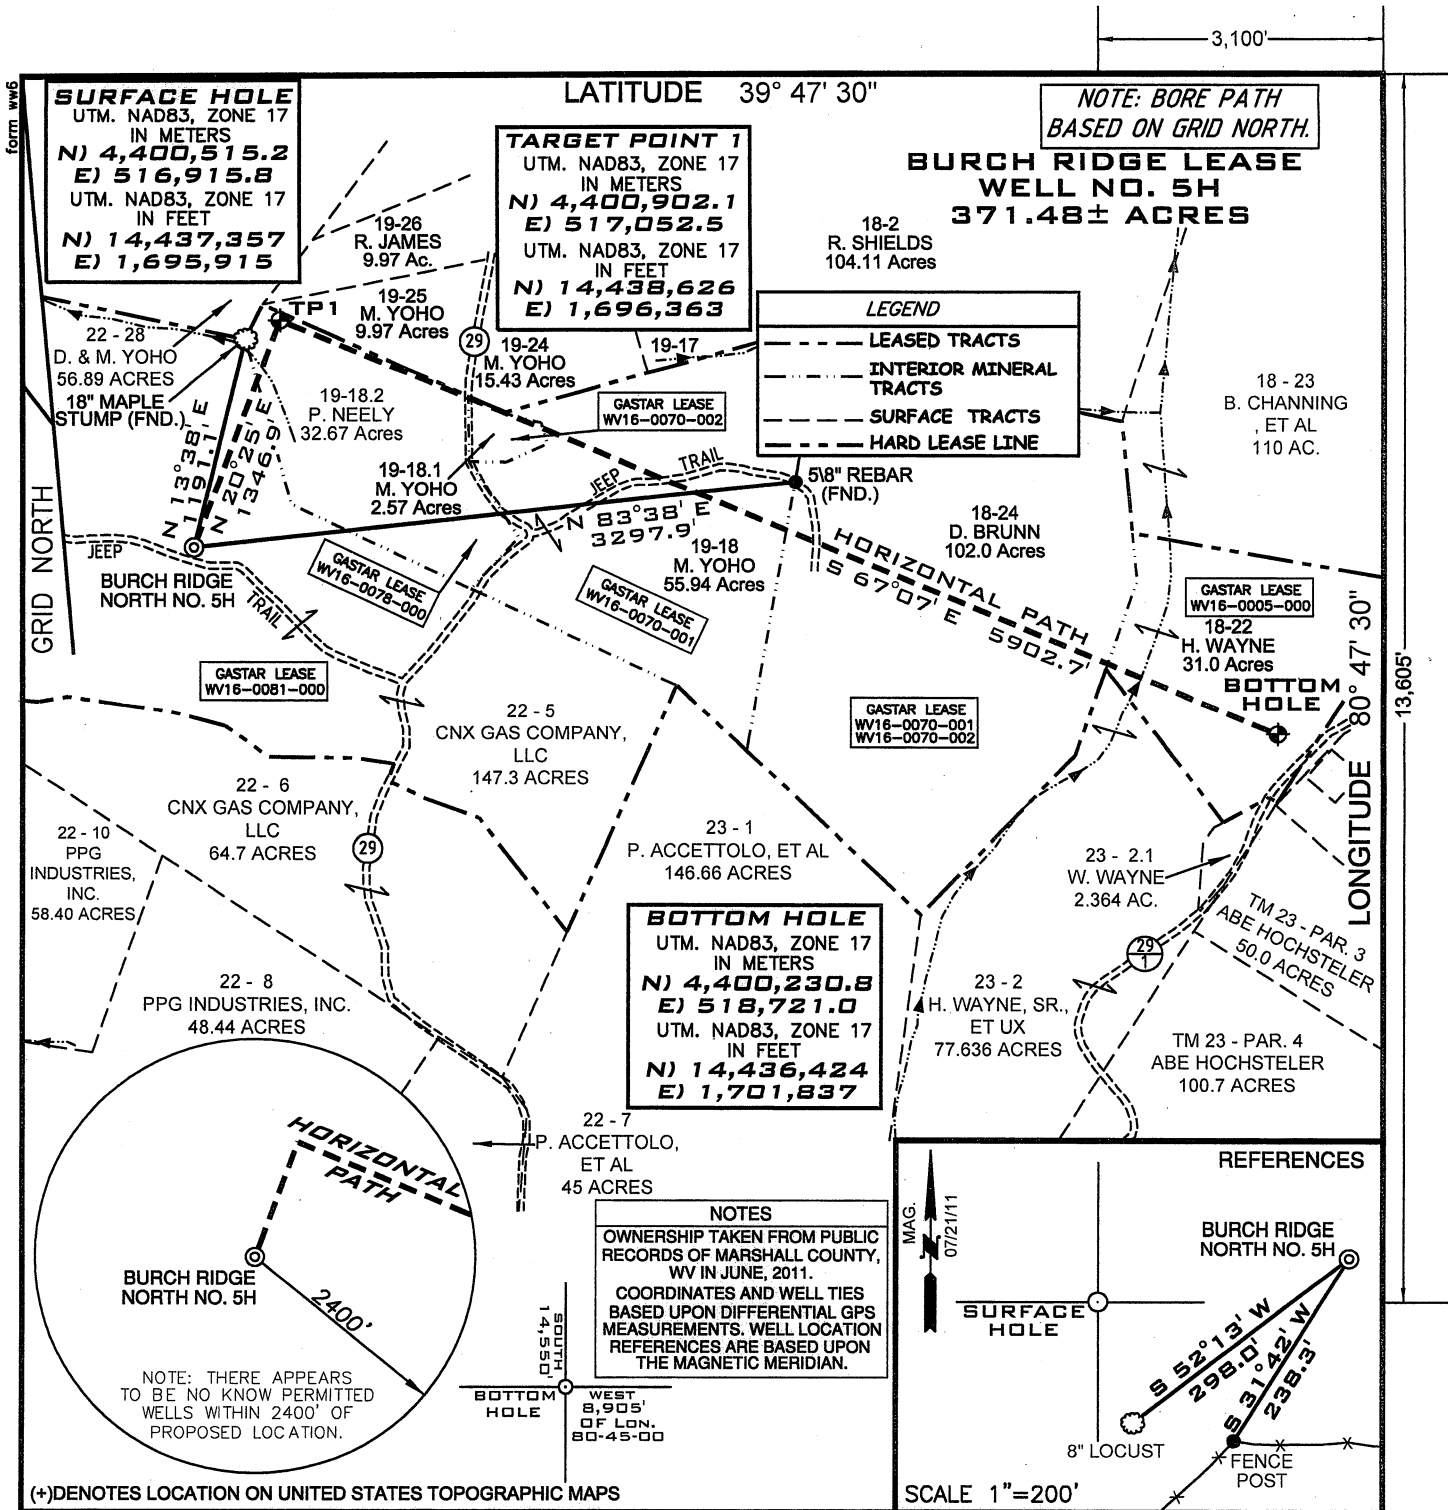 3,100'
form ww6
SURFACE HOLE
UTM. NAD83, ZONE 17
IN METERS
N) 4,400,515.2
E) 516,915.8
UTM. NAD83, ZONE 17
IN FEET
N) 14,437,357
E) 1,695,915
LATITUDE 39° 47' 30"
NOTE: BORE PATH
BASED ON GRID NORTH.
TARGET POINT 1
UTM. NAD83, ZONE 17
IN METERS
N) 4,400,902.1
E) 517,052.5
UTM. NAD83, ZONE 17
IN FEET
N) 14,438,626
E) 1,696,363
BURCH RIDGE LEASE
WELL NO. 5H
371.48± ACRES
19-26
R. JAMES
9.97 Ac.
18-2
R. SHIELDS
104.11 Acres
TP1
19-25
M. YOHO
9.97 Acres
LEGEND
LEASED TRACTS
INTERIOR MINERAL
TRACTS
SURFACE TRACTS
HARD LEASE LINE
22 - 28
D. & M. YOHO
56.89 ACRES
18" MAPLE
STUMP (FND.)
29
19-24
M. YOHO
15.43 Acres
19-17
GASTAR LEASE
WV16-0070-002
18 - 23
B. CHANNING
, ET AL
110 AC.
19-18.2
P. NEELY
32.67 Acres
N 13°38' E
1191.1'
N 20°25' E
1346.9'
19-18.1
M. YOHO
2.57 Acres
JEEP
TRAIL
5\8" REBAR
(FND.)
N 83°38' E
3297.9'
18-24
D. BRUNN
102.0 Acres
19-18
M. YOHO
55.94 Acres
HORIZONTAL PATH
S 67°07' E 5902.7'
GRID NORTH
JEEP
TRAIL
BURCH RIDGE
NORTH NO. 5H
GASTAR LEASE
WV16-0078-000
GASTAR LEASE
WV16-0070-001
GASTAR LEASE
WV16-0005-000
18-22
H. WAYNE
31.0 Acres
BOTTOM
HOLE
LONGITUDE 80° 47' 30"
13,605'
GASTAR LEASE
WV16-0081-000
GASTAR LEASE
WV16-0070-001
WV16-0070-002
22 - 5
CNX GAS COMPANY,
LLC
147.3 ACRES
22 - 6
CNX GAS COMPANY,
LLC
64.7 ACRES
22 - 10
PPG
INDUSTRIES,
INC.
58.40 ACRES
29
23 - 1
P. ACCETTOLO, ET AL
146.66 ACRES
23 - 2.1
W. WAYNE
2.364 AC.
TM 23 - PAR. 3
ABE HOCHSTELER
50.0 ACRES
BOTTOM HOLE
UTM. NAD83, ZONE 17
IN METERS
N) 4,400,230.8
E) 518,721.0
UTM. NAD83, ZONE 17
IN FEET
N) 14,436,424
E) 1,701,837
29
1
22 - 8
PPG INDUSTRIES, INC.
48.44 ACRES
23 - 2
H. WAYNE, SR.,
ET UX
77.636 ACRES
TM 23 - PAR. 4
ABE HOCHSTELER
100.7 ACRES
22 - 7
P. ACCETTOLO,
ET AL
45 ACRES
HORIZONTAL
PATH
BURCH RIDGE
NORTH NO. 5H
2400'
NOTE: THERE APPEARS
TO BE NO KNOW PERMITTED
WELLS WITHIN 2400' OF
PROPOSED LOCATION.
NOTES
OWNERSHIP TAKEN FROM PUBLIC
RECORDS OF MARSHALL COUNTY,
WV IN JUNE, 2011.
COORDINATES AND WELL TIES
BASED UPON DIFFERENTIAL GPS
MEASUREMENTS. WELL LOCATION
REFERENCES ARE BASED UPON
THE MAGNETIC MERIDIAN.
SOUTH
14,550'
BOTTOM
HOLE
WEST
8,905'
OF LON.
80-45-00
REFERENCES
MAG.
N
07/21/11
BURCH RIDGE
NORTH NO. 5H
SURFACE
HOLE
S 52°13' W
298.0'
S 31°42' W
238.3'
8" LOCUST
FENCE
POST
SCALE 1"=200'
(+)DENOTES LOCATION ON UNITED STATES TOPOGRAPHIC MAPS